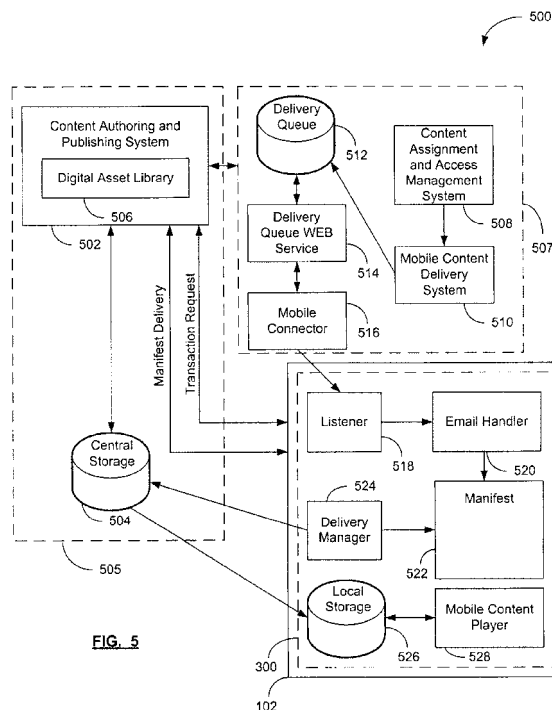 500
Content Authoring and
Publishing System
Digital Asset Library
506
502
Delivery
Queue
512
Content
Assignment
and Access
Management
System
508
507
Delivery
Queue WEB
Service
514
Mobile Content
Delivery
System
510
Mobile
Connector
516
Manifest Delivery
Transaction Request
Listener
518
Email Handler
520
Central
Storage
504
505
524
Delivery
Manager
Manifest
522
Local
Storage
526
Mobile Content
Player
528
FIG. 5
300
102